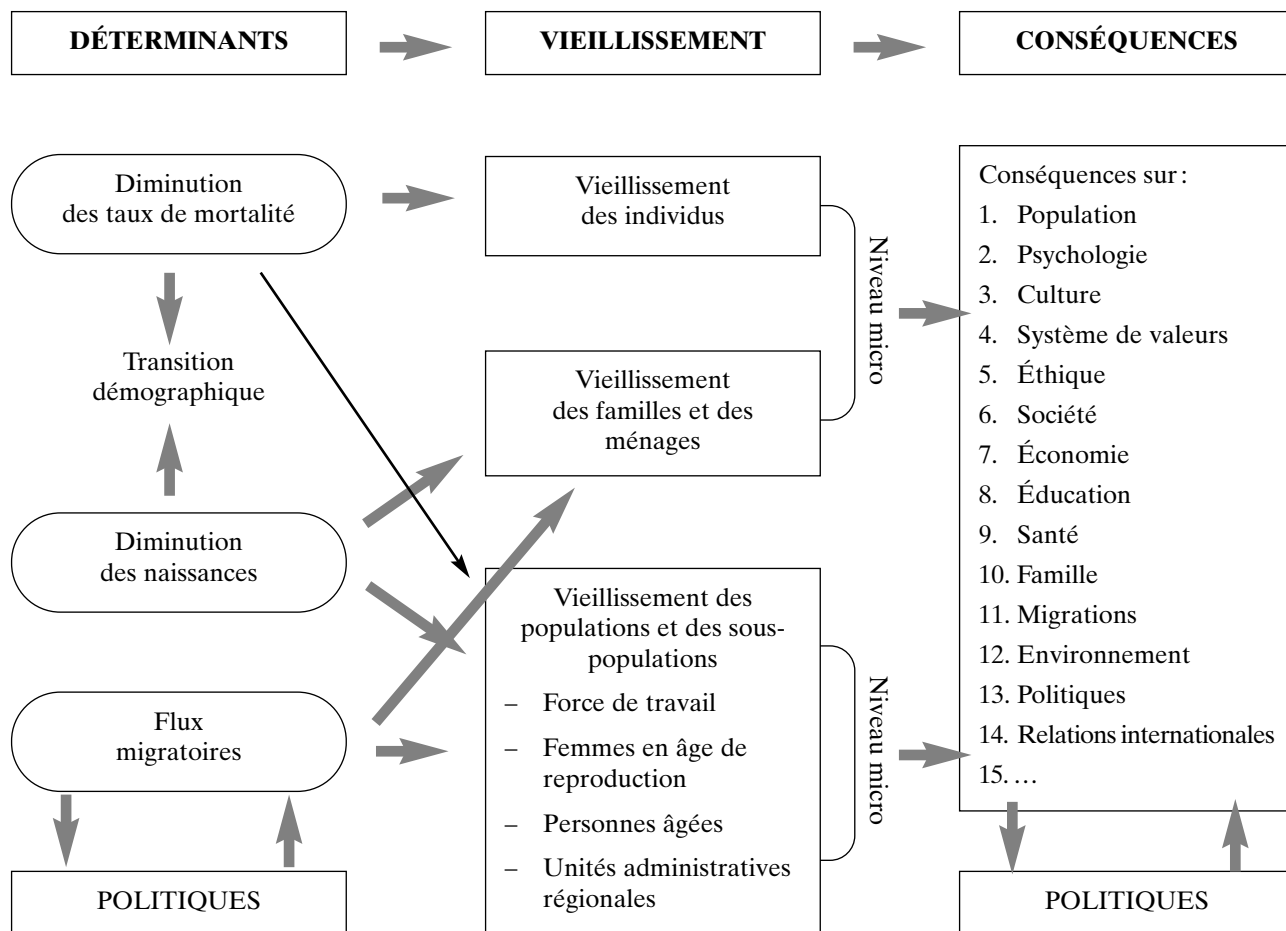 DÉTERMINANTS
VIEILLISSEMENT
CONSÉQUENCES
Diminution
des taux de mortalité
Transition
démographique
Diminution
des naissances
Flux
migratoires
POLITIQUES
Vieillissement
des individus
Vieillissement
des familles et des
ménages
Niveau micro
Vieillissement des
populations et des sous-
populations
– Force de travail
– Femmes en âge de
reproduction
– Personnes âgées
– Unités administratives
régionales
Niveau micro
Conséquences sur :
1. Population
2. Psychologie
3. Culture
4. Système de valeurs
5. Éthique
6. Société
7. Économie
8. Éducation
9. Santé
10. Famille
11. Migrations
12. Environnement
13. Politiques
14. Relations internationales
15. …
POLITIQUES